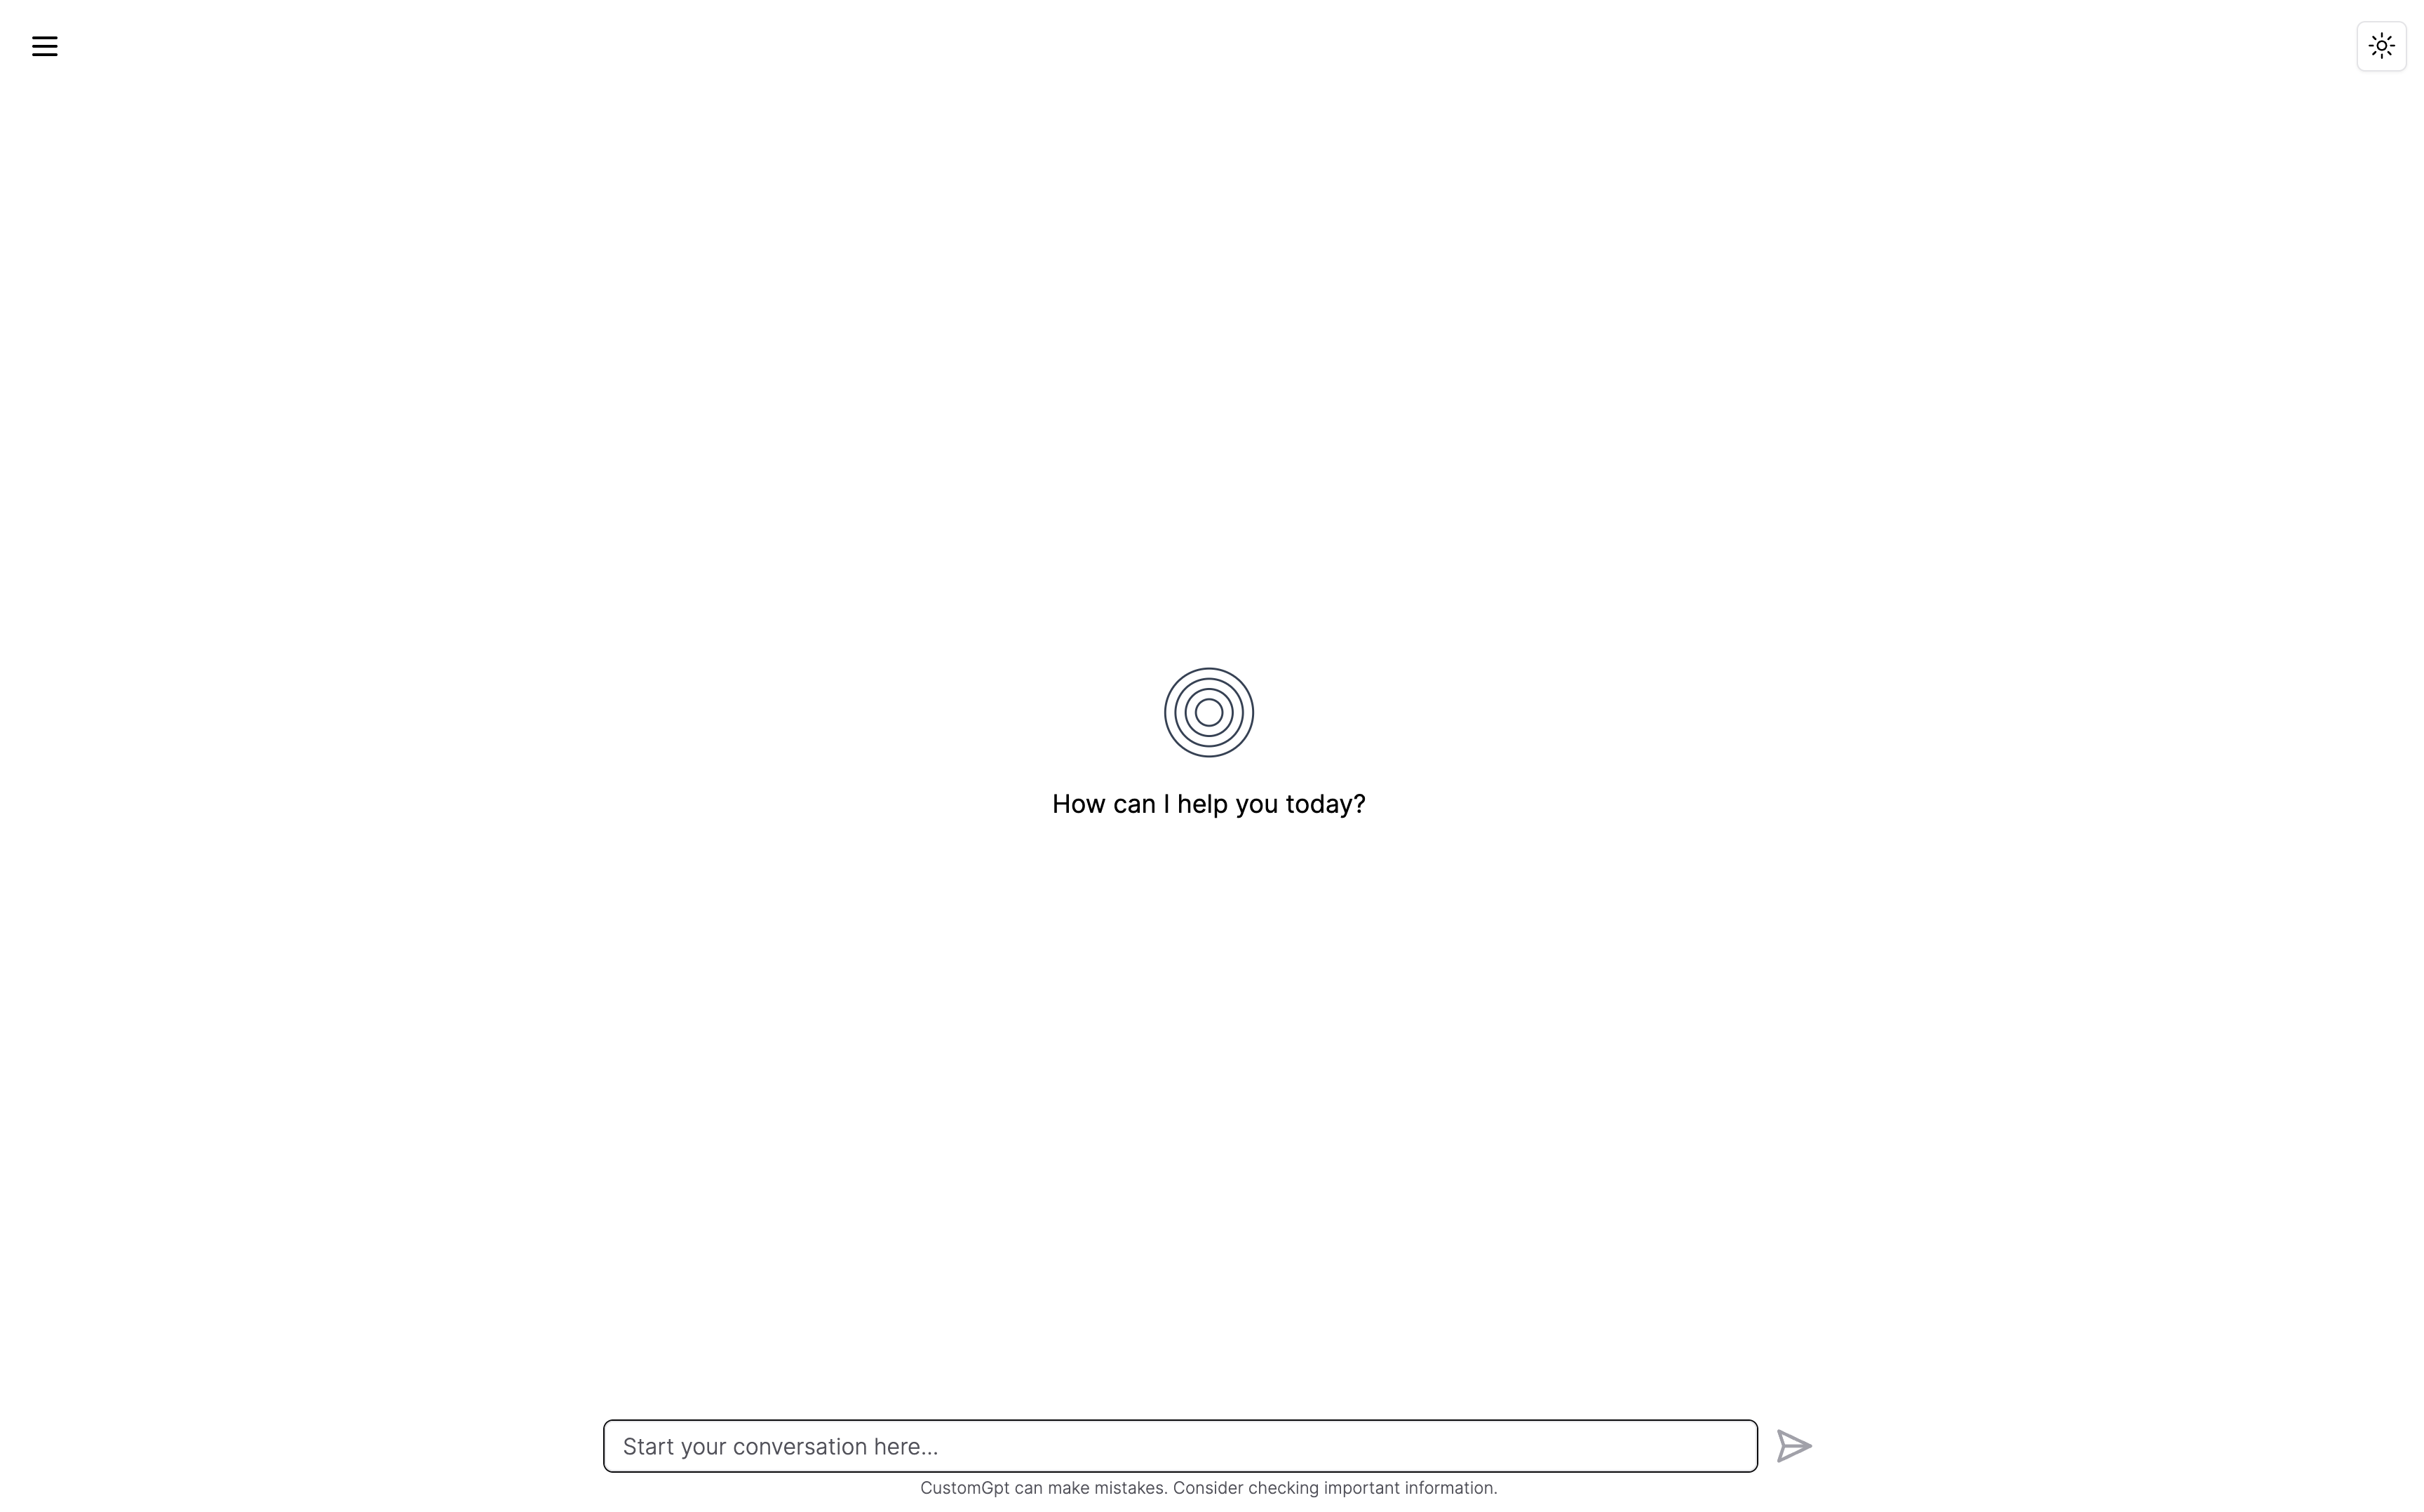 How can I help you today?
Start your conversation here...
CustomGpt can make mistakes. Consider checking important information.